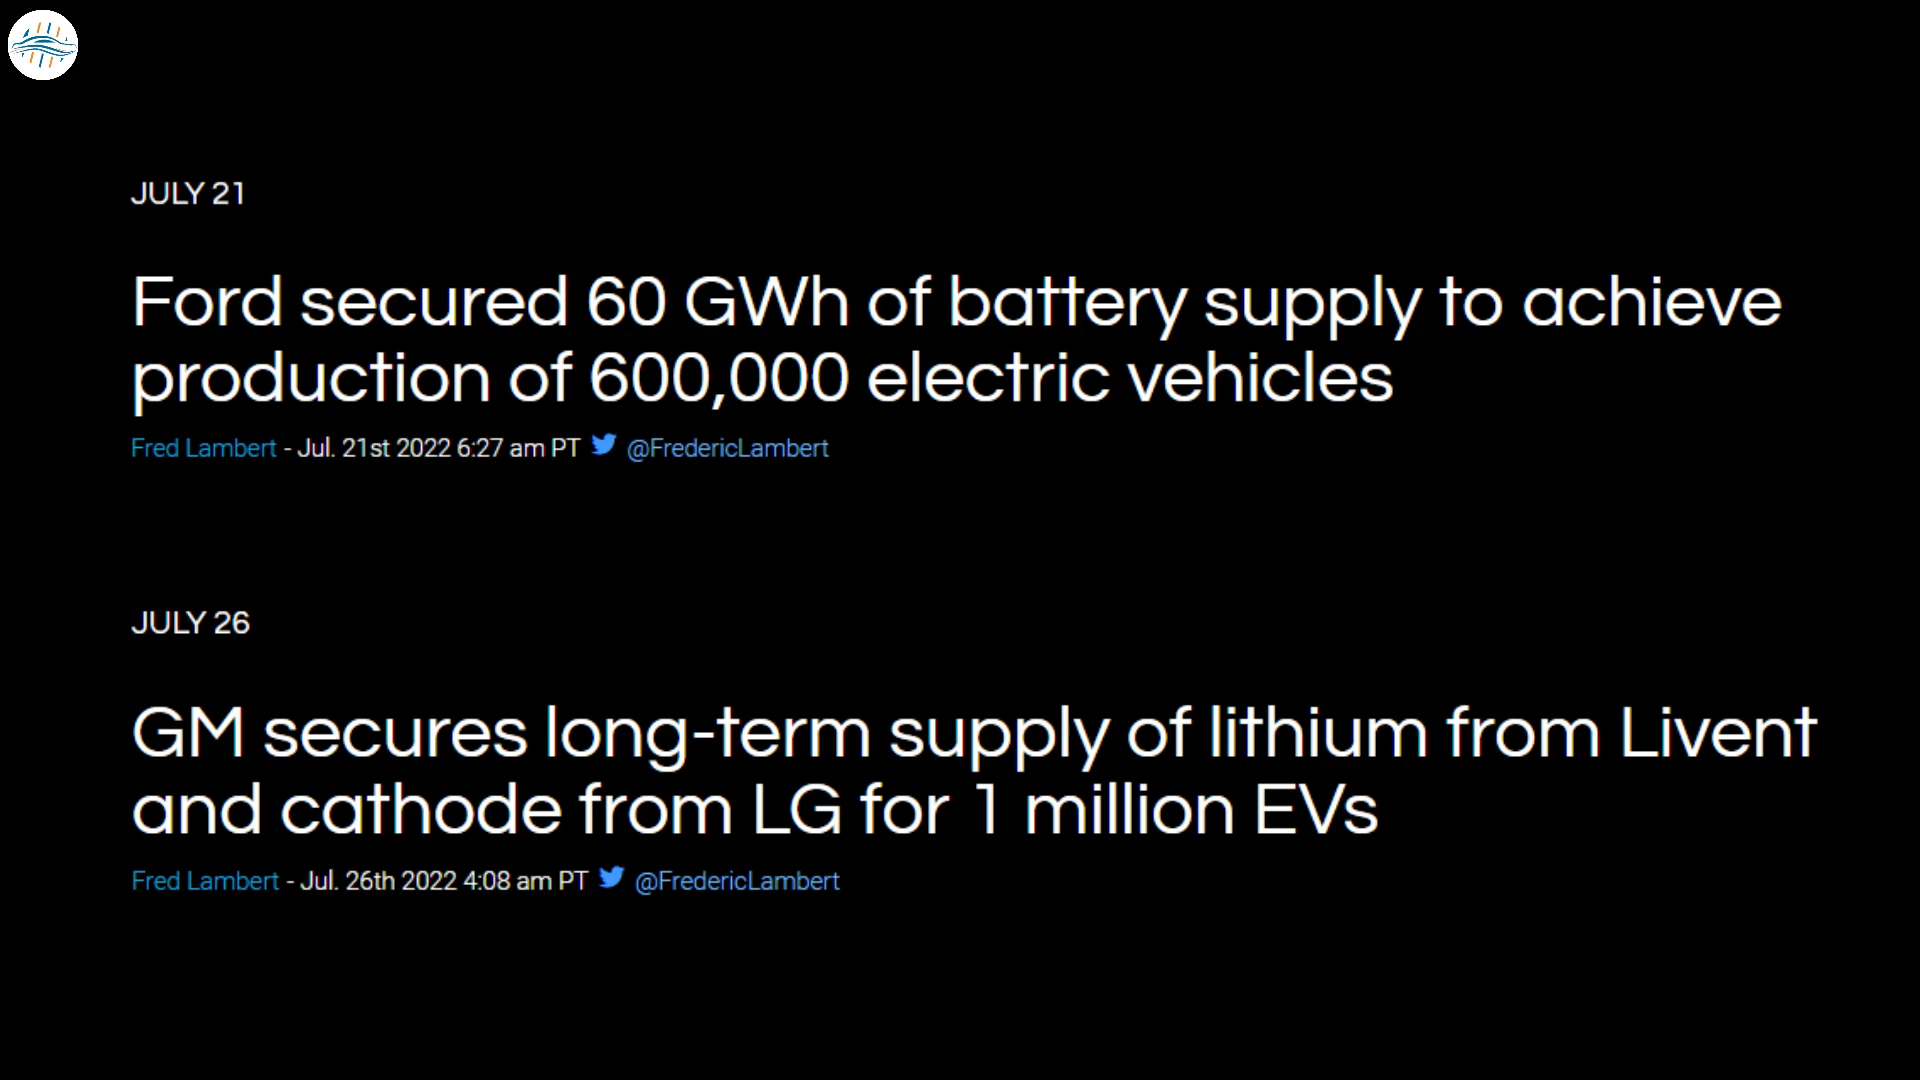 JULY 21
Ford secured 60 GWh of battery supply to achieve
production of 600,000 electric vehicles
Fred Lambert - Jul. 21st 2022 6:27 am PT @FredericLambert
JULY 26
GM secures long-term supply of lithium from Livent
and cathode from LG for 1 million EVs
Fred Lambert - Jul. 26th 2022 4:08 am PT @FredericLambert